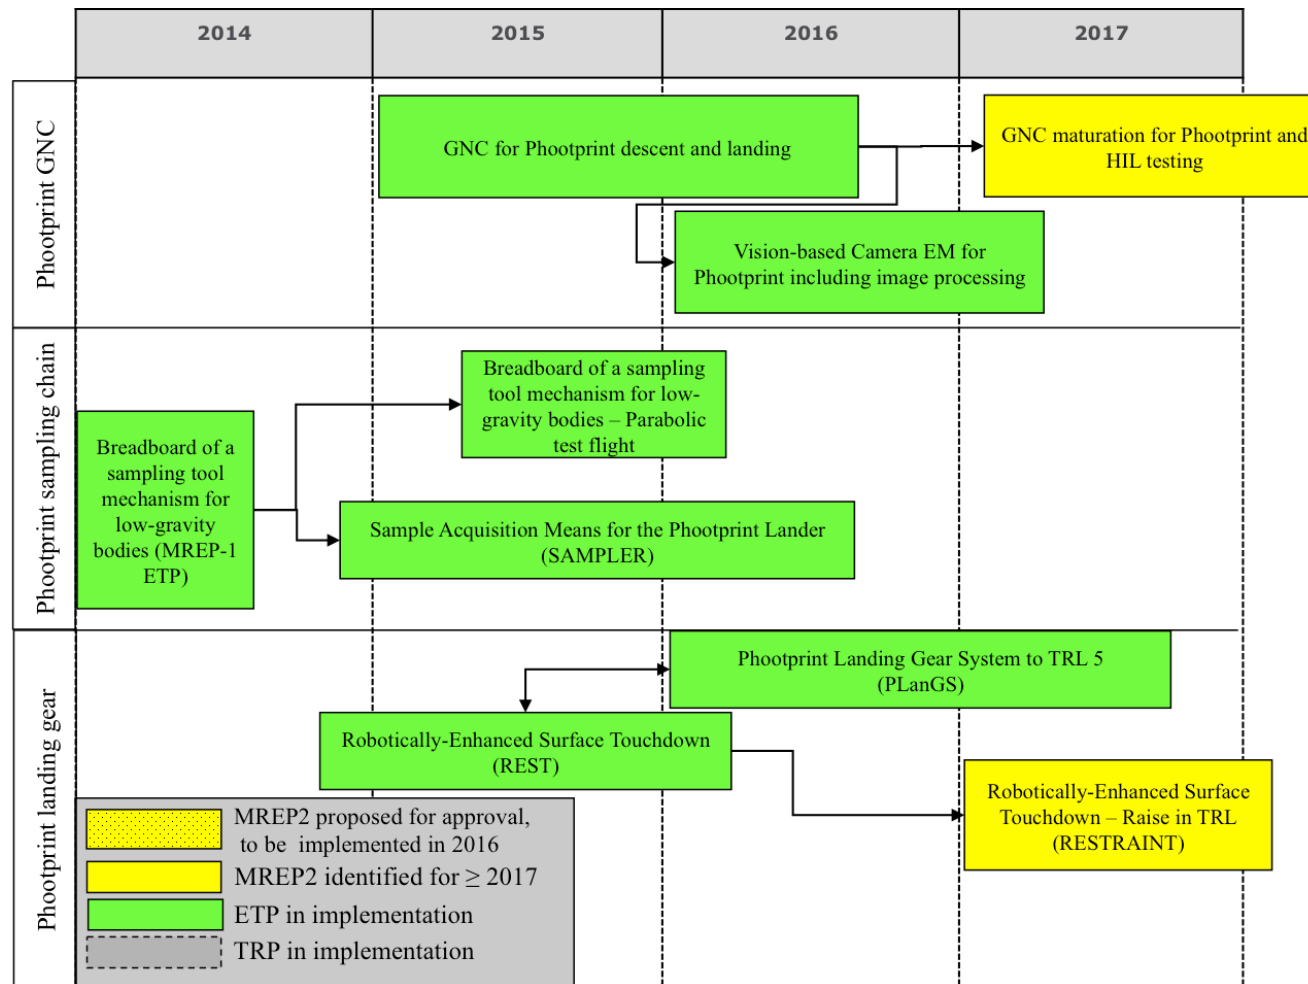 2014
2015
2016
2017
Phootprint GNC
GNC for Phootprint descent and landing
GNC maturation for Phootprint and
HIL testing
Vision-based Camera EM for
Phootprint including image processing
Phootprint sampling chain
Breadboard of a
sampling tool
mechanism for
low-gravity
bodies (MREP-1
ETP)
Breadboard of a sampling
tool mechanism for low-
gravity bodies – Parabolic
test flight
Sample Acquisition Means for the Phootprint Lander
(SAMPLER)
Phootprint landing gear
Phootprint Landing Gear System to TRL 5
(PLanGS)
Robotically-Enhanced Surface Touchdown
(REST)
Robotically-Enhanced Surface
Touchdown – Raise in TRL
(RESTRAINT)
MREP2 proposed for approval,
to be implemented in 2016
MREP2 identified for ≥ 2017
ETP in implementation
TRP in implementation